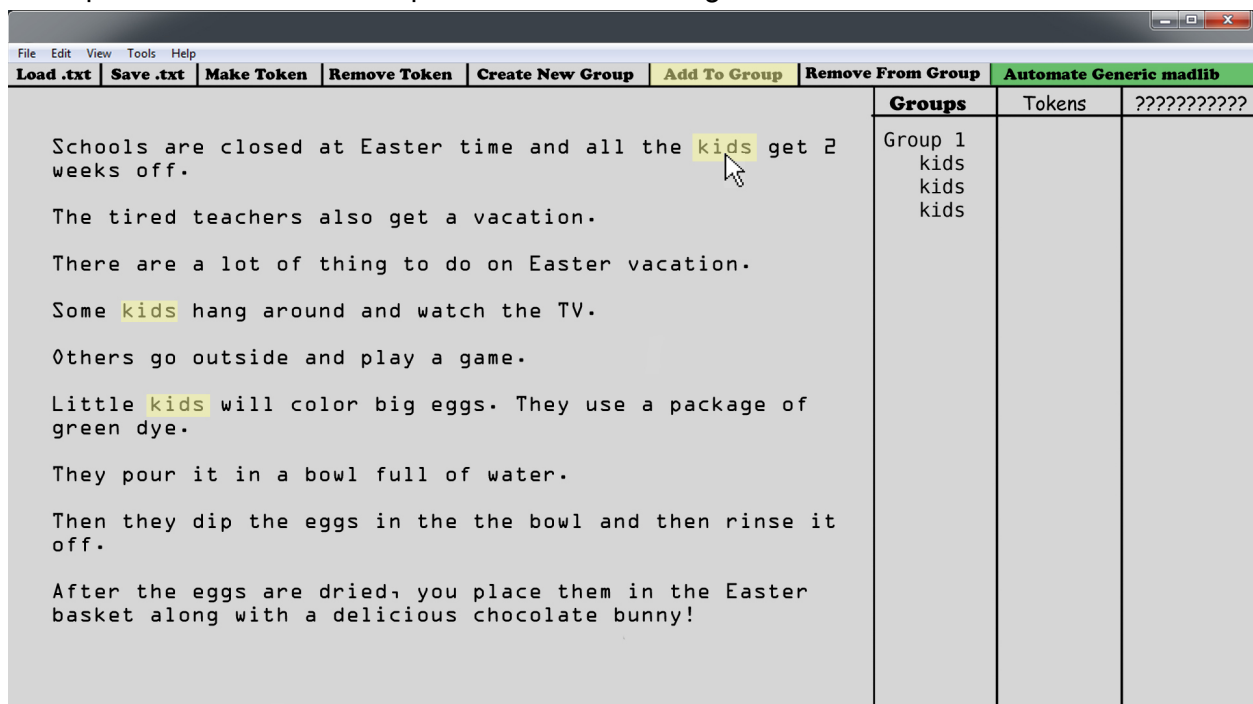 File Edit View Tools Help
Load .txt Save .txt Make Token Remove Token Create New Group Add To Group Remove From Group Automate Generic madlib
Groups Tokens ???????????
Schools are closed at Easter time and all the kids get 2
weeks off.
The tired teachers also get a vacation.
There are a lot of thing to do on Easter vacation.
Some kids hang around and watch the TV.
Others go outside and play a game.
Little kids will color big eggs. They use a package of
green dye.
They pour it in a bowl full of water.
Then they dip the eggs in the the bowl and then rinse it
off.
After the eggs are dried, you place them in the Easter
basket along with a delicious chocolate bunny!
Group 1
kids
kids
kids